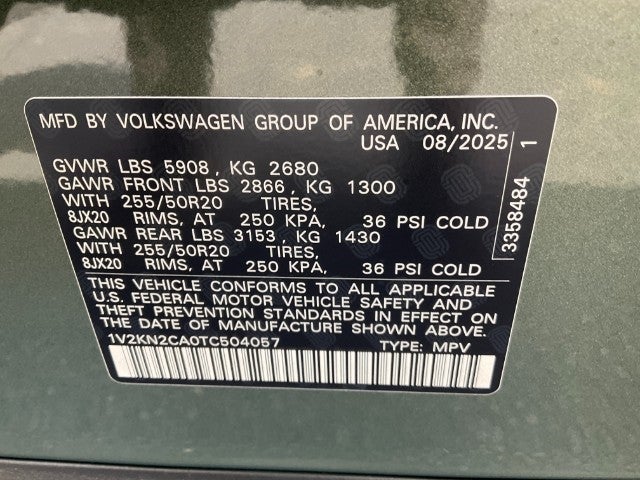 MFD BY VOLKSWAGEN GROUP OF AMERICA, INC.
USA 08/2025
GVWR LBS 5908, KG 2680
GAWR FRONT LBS 2866, KG 1300
WITH 255/50R20 TIRES,
8JX20 RIMS, AT 250 KPA, 36 PSI COLD
GAWR REAR LBS 3153, KG 1430
WITH 255/50R20 TIRES,
8JX20 RIMS, AT 250 KPA, 36 PSI COLD
THIS VEHICLE CONFORMS TO ALL APPLICABLE
U.S. FEDERAL MOTOR VEHICLE SAFETY AND
THEFT PREVENTION STANDARDS IN EFFECT ON
THE DATE OF MANUFACTURE SHOWN ABOVE.
1V2KN2CA0TC504057 TYPE: MPV
3358484 1